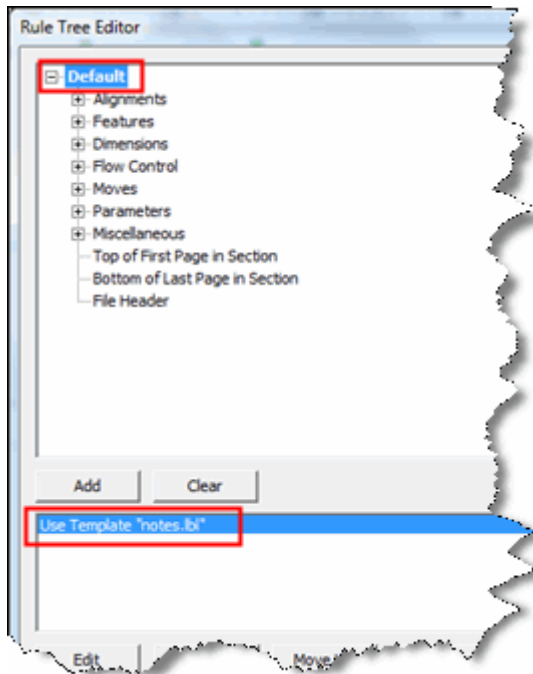 Rule Tree Editor
Default
Alignments
Features
Dimensions
Flow Control
Moves
Parameters
Miscellaneous
Top of First Page in Section
Bottom of Last Page in Section
File Header
Add Clear
Use Template "notes.lbl"
Edit Move